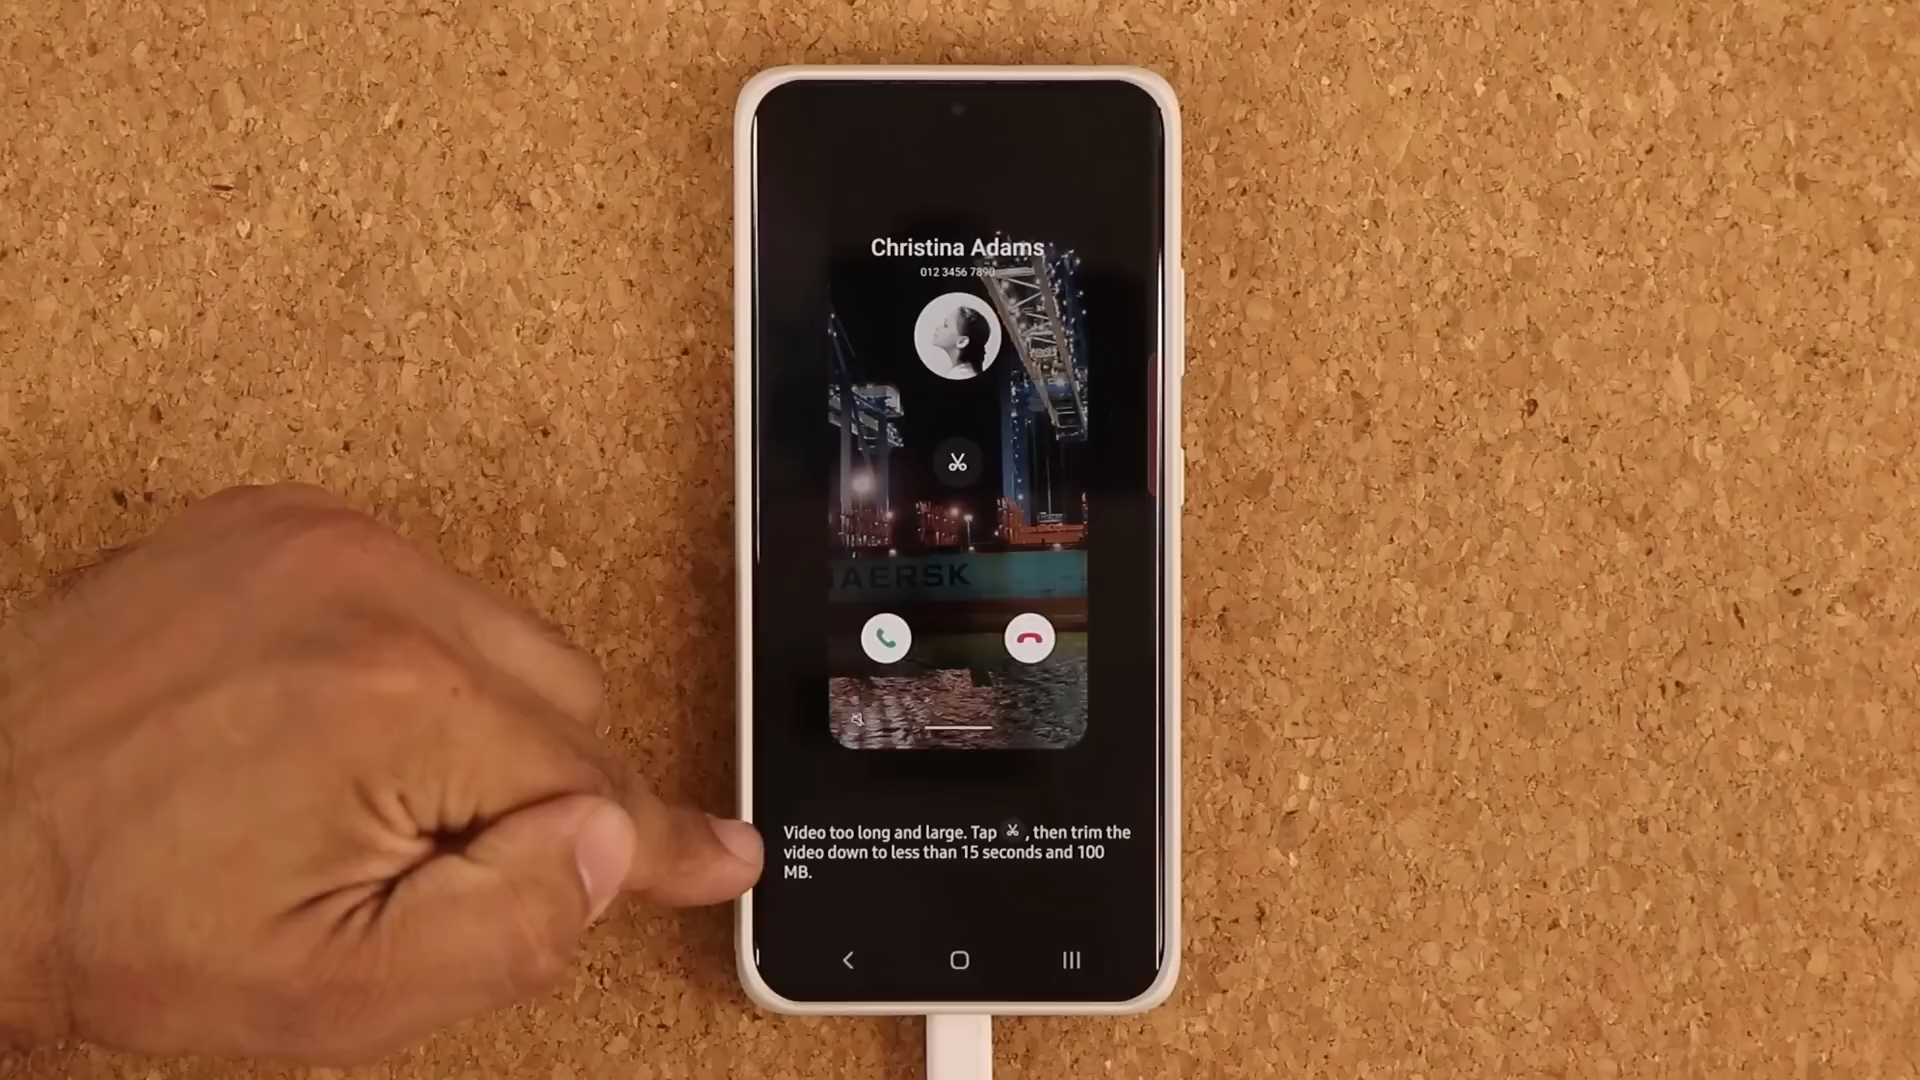 Christina Adams
012 3456 7890
AERSK
Video too long and large. Tap , then trim the
video down to less than 15 seconds and 100
MB.